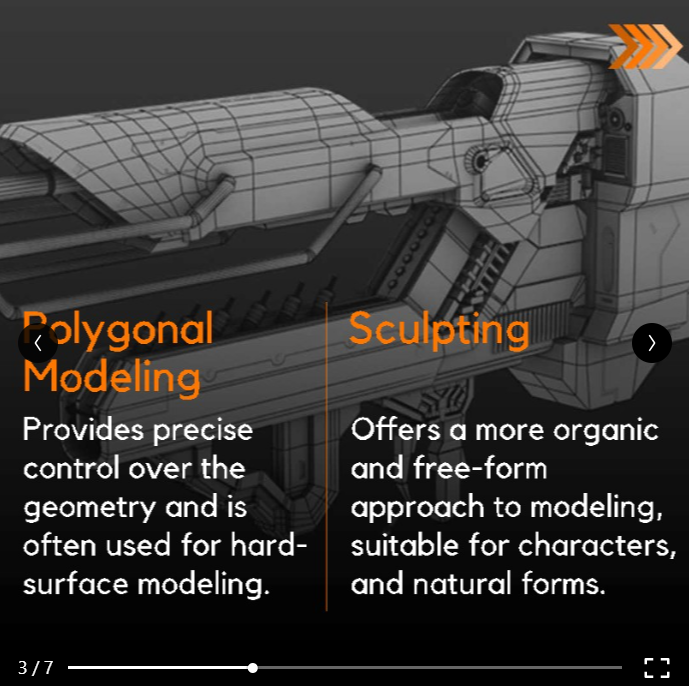 Polygonal
Modeling
Provides precise
control over the
geometry and is
often used for hard-
surface modeling.
Sculpting
Offers a more organic
and free-form
approach to modeling,
suitable for characters,
and natural forms.
3 / 7